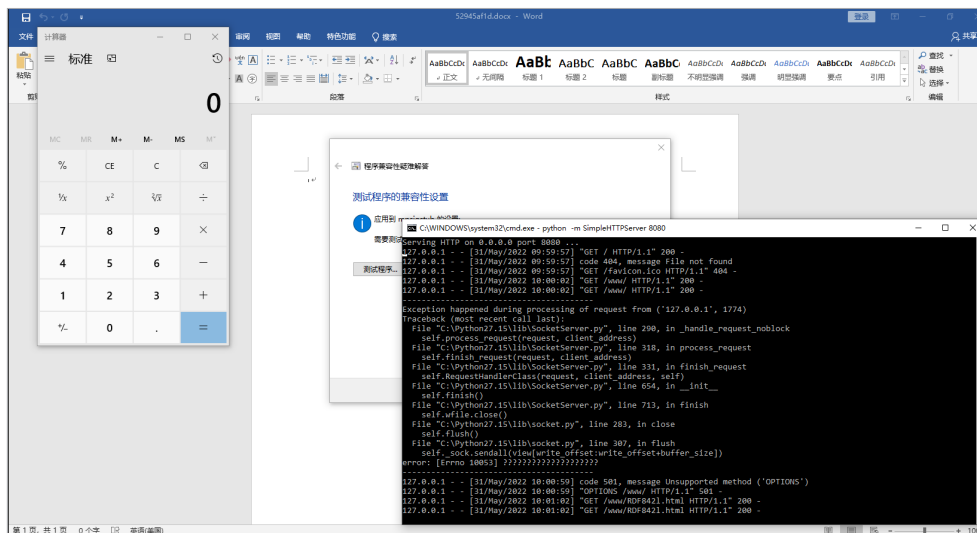 52945af1d.docx - Word
登录
文件
审阅
视图
帮助
特色功能
搜索
共享
粘贴
计算器
标准
0
MC MR M+ M- MS M˅
% CE C
¹/x x² ²√x ÷
7 8 9 ×
4 5 6 −
1 2 3 +
+/- 0 . =
段落
AaBbCcDc AaBbCcDc AaBb AaBbC AaBbC AaBbC AaBbCcDi AaBbCcDi AaBbCcDi AaBbCcDc AaBbCcDi
正文 无间隔 标题 1 标题 2 标题 副标题 不明显强调 强调 明显强调 要点 引用
样式
查找
替换
选择
编辑
程序兼容性疑难解答
测试程序的兼容性设置
测试程序...
C:\WINDOWS\system32\cmd.exe - python -m SimpleHTTPServer 8080
Serving HTTP on 0.0.0.0 port 8080 ...
127.0.0.1 - - [31/May/2022 09:59:57] "GET / HTTP/1.1" 200 -
127.0.0.1 - - [31/May/2022 09:59:57] code 404, message File not found
127.0.0.1 - - [31/May/2022 09:59:57] "GET /favicon.ico HTTP/1.1" 404 -
127.0.0.1 - - [31/May/2022 10:00:02] "GET /www/ HTTP/1.1" 200 -
127.0.0.1 - - [31/May/2022 10:00:02] "GET /www/ HTTP/1.1" 200 -
----------------------------------------
Exception happened during processing of request from ('127.0.0.1', 1774)
Traceback (most recent call last):
File "C:\Python27.15\lib\SocketServer.py", line 290, in _handle_request_noblock
self.process_request(request, client_address)
File "C:\Python27.15\lib\SocketServer.py", line 318, in process_request
self.finish_request(request, client_address)
File "C:\Python27.15\lib\SocketServer.py", line 331, in finish_request
self.RequestHandlerClass(request, client_address, self)
File "C:\Python27.15\lib\SocketServer.py", line 654, in __init__
self.finish()
File "C:\Python27.15\lib\SocketServer.py", line 713, in finish
self.wfile.close()
File "C:\Python27.15\lib\socket.py", line 283, in close
self.flush()
File "C:\Python27.15\lib\socket.py", line 307, in flush
self._sock.sendall(view[write_offset:write_offset+buffer_size])
error: [Errno 10053] ????????????????????
----------------------------------------
127.0.0.1 - - [31/May/2022 10:00:59] code 501, message Unsupported method ('OPTIONS')
127.0.0.1 - - [31/May/2022 10:00:59] "OPTIONS /www/ HTTP/1.1" 501 -
127.0.0.1 - - [31/May/2022 10:01:02] "GET /www/RDF842l.html HTTP/1.1" 200 -
127.0.0.1 - - [31/May/2022 10:01:02] "GET /www/RDF842l.html HTTP/1.1" 200 -
第 1 页, 共 1 页 0 个字 英语(美国)